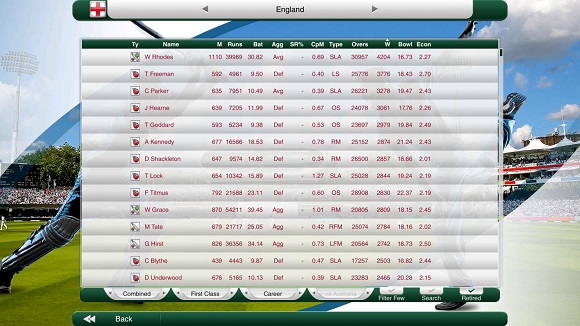 England
Ty Name M Runs Bat Agg SR% CpM Type Overs W Bowl Econ
W Rhodes 1110 39969 30.82 Avg - 0.69 SLA 30957 4204 16.73 2.27
T Freeman 592 4961 9.50 Def - 0.40 LS 25776 3776 18.43 2.70
C Parker 635 7951 10.49 Avg - 0.39 SLA 26221 3278 19.47 2.43
J Hearne 639 7205 11.99 Def - 0.67 OS 24078 3061 17.76 2.26
T Goddard 593 5234 9.38 Def - 0.53 OS 23697 2979 19.84 2.49
A Kennedy 677 16586 18.53 Def - 0.78 RM 25152 2874 21.24 2.43
D Shackleton 647 9574 14.62 Def - 0.34 RM 26500 2857 18.66 2.01
T Lock 654 10342 15.89 Def - 1.27 SLA 25028 2844 19.24 2.19
F Titmus 792 21588 23.11 Def - 0.60 OS 28908 2830 22.37 2.19
W Grace 870 54211 39.45 Agg - 1.01 RM 20805 2809 18.15 2.45
M Tate 679 21717 25.05 Agg - 0.42 RFM 25074 2784 18.16 2.02
G Hirst 826 36356 34.14 Agg - 0.73 LFM 20564 2742 18.73 2.50
C Blythe 439 4443 9.87 Def - 0.47 SLA 17257 2503 16.82 2.44
D Underwood 676 5165 10.13 Def - 0.39 SLA 23283 2465 20.28 2.15
Combined First Class Career Filter Few Search Retired
Back